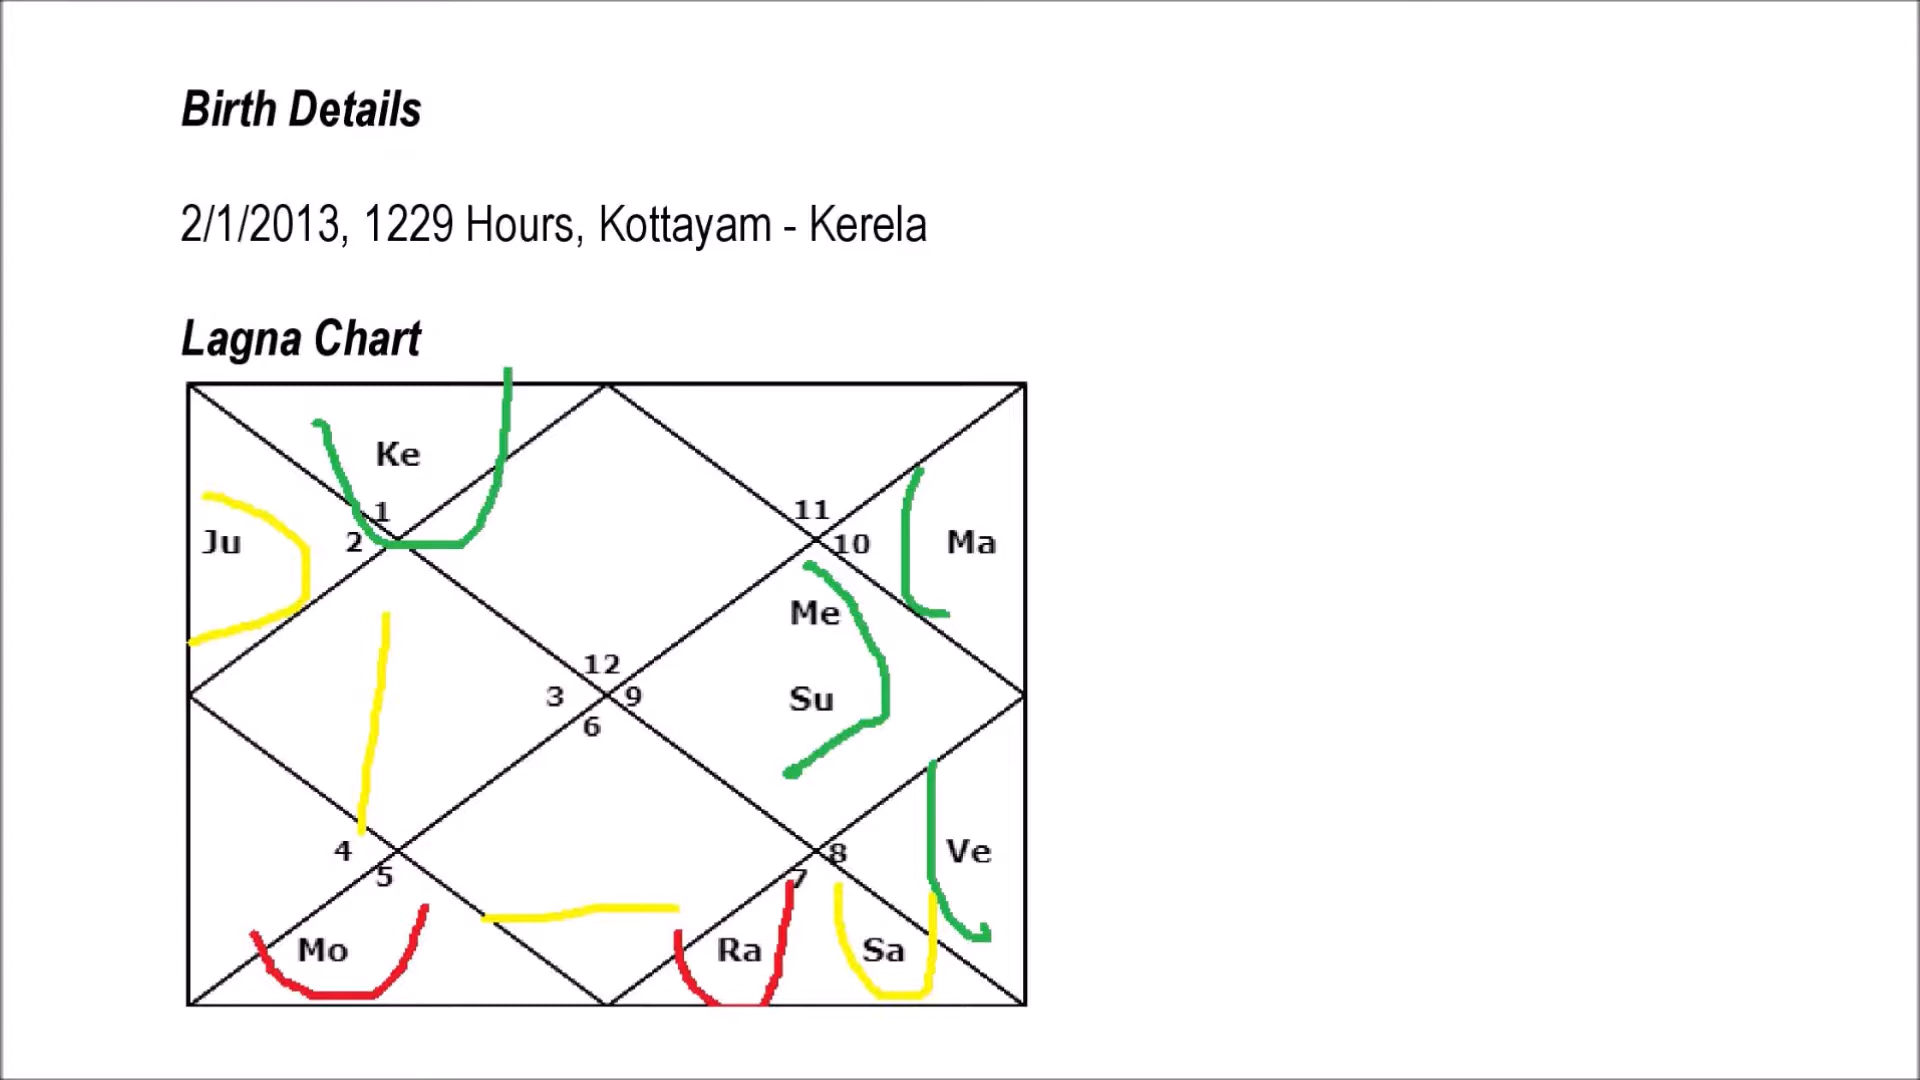 Birth Details
2/1/2013, 1229 Hours, Kottayam - Kerela
Lagna Chart
Ke
1
11
Ju
2
10
Ma
Me
12
3
9
Su
6
4
8
Ve
5
7
Mo
Ra
Sa